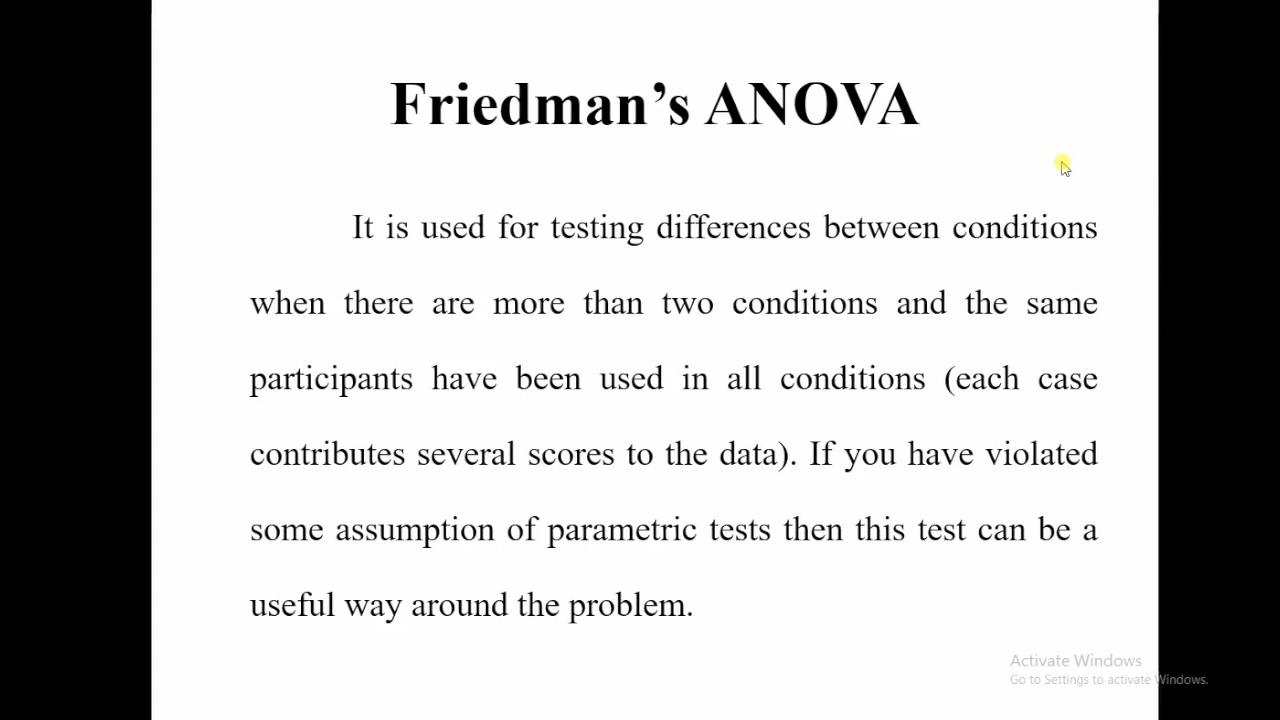 Friedman’s ANOVA
It is used for testing differences between conditions
when there are more than two conditions and the same
participants have been used in all conditions (each case
contributes several scores to the data). If you have violated
some assumption of parametric tests then this test can be a
useful way around the problem.
Activate Windows
Go to Settings to activate Windows.